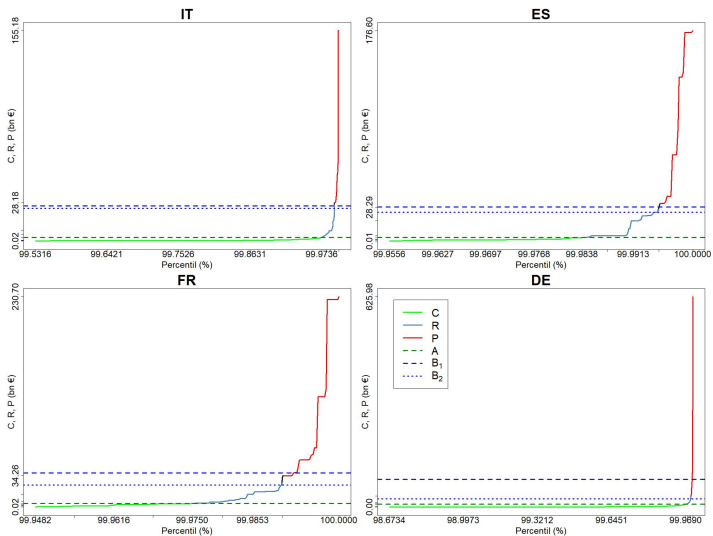 IT
C, R, P (bn €)
155.18
28.18
0.02
99.5316 99.6421 99.7526 99.8631 99.9736
Percentil (%)
ES
C, R, P (bn €)
176.60
28.29
0.01
99.9556 99.9627 99.9697 99.9768 99.9838 99.9913 100.0000
Percentil (%)
FR
C, R, P (bn €)
230.70
34.26
0.02
99.9482 99.9616 99.9750 99.9853 100.0000
Percentil (%)
DE
C, R, P (bn €)
625.98
0.00
98.6734 98.9973 99.3212 99.6451 99.9690
Percentil (%)
C
R
P
A
B₁
B₂